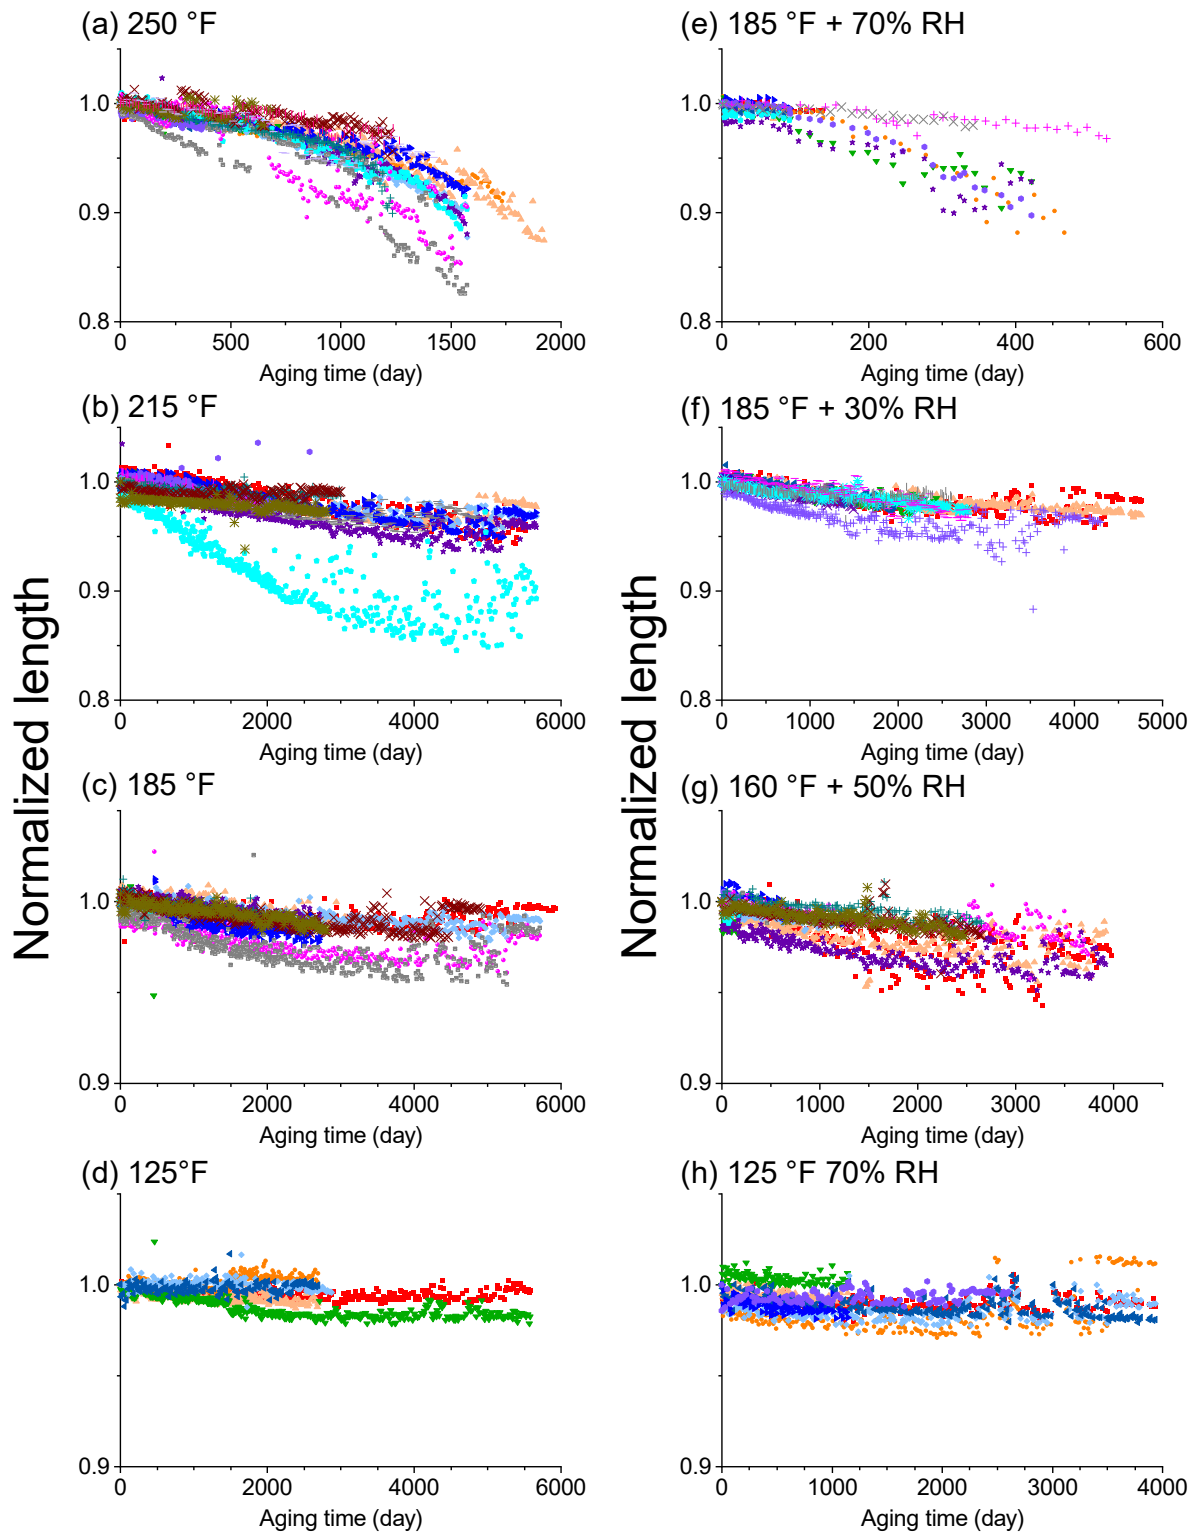 (a) 250 °F
1.0
0.9
0.8
0 500 1000 1500 2000
Aging time (day)
(e) 185 °F + 70% RH
1.0
0.9
0.8
0 200 400 600
Aging time (day)
(b) 215 °F
1.0
0.9
0.8
0 2000 4000 6000
Aging time (day)
(f) 185 °F + 30% RH
1.0
0.9
0.8
0 1000 2000 3000 4000 5000
Aging time (day)
Normalized length
Normalized length
(c) 185 °F
1.0
0.9
0 2000 4000 6000
Aging time (day)
(g) 160 °F + 50% RH
1.0
0.9
0 1000 2000 3000 4000
Aging time (day)
(d) 125°F
1.0
0.9
0 2000 4000 6000
Aging time (day)
(h) 125 °F 70% RH
1.0
0.9
0 1000 2000 3000 4000
Aging time (day)